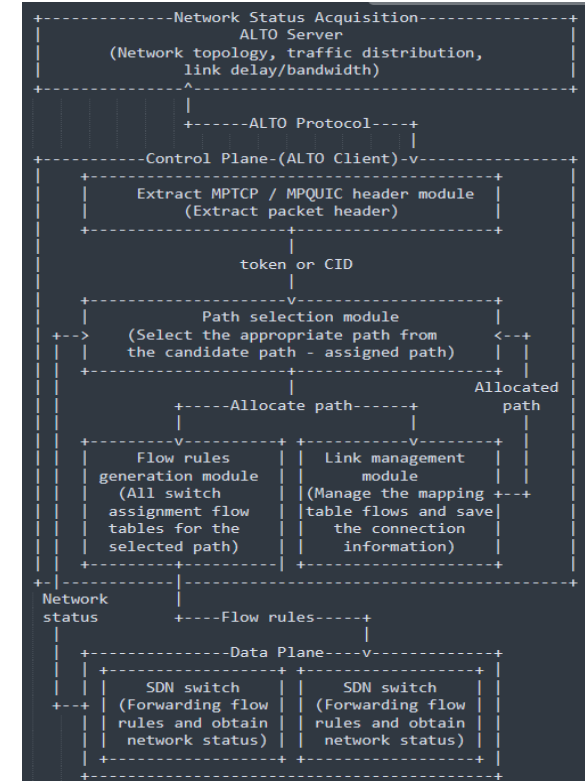 Network Status Acquisition
ALTO Server
(Network topology, traffic distribution,
link delay/bandwidth)
ALTO Protocol
Control Plane-(ALTO Client)
Extract MPTCP / MPQUIC header module
(Extract packet header)
token or CID
Path selection module
(Select the appropriate path from
the candidate path - assigned path)
Allocated
path
Allocate path
Flow rules
generation module
(All switch
assignment flow
tables for the
selected path)
Link management
module
(Manage the mapping
table flows and save
the connection
information)
Network
status
Flow rules
Data Plane
SDN switch
(Forwarding flow
rules and obtain
network status)
SDN switch
(Forwarding flow
rules and obtain
network status)